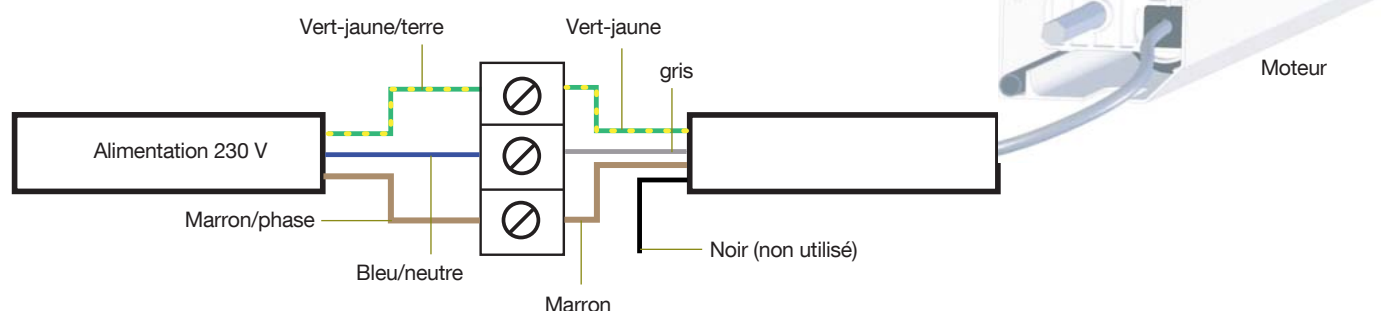 Vert-jaune/terre
Vert-jaune
gris
Moteur
Alimentation 230 V
Marron/phase
Noir (non utilisé)
Bleu/neutre
Marron